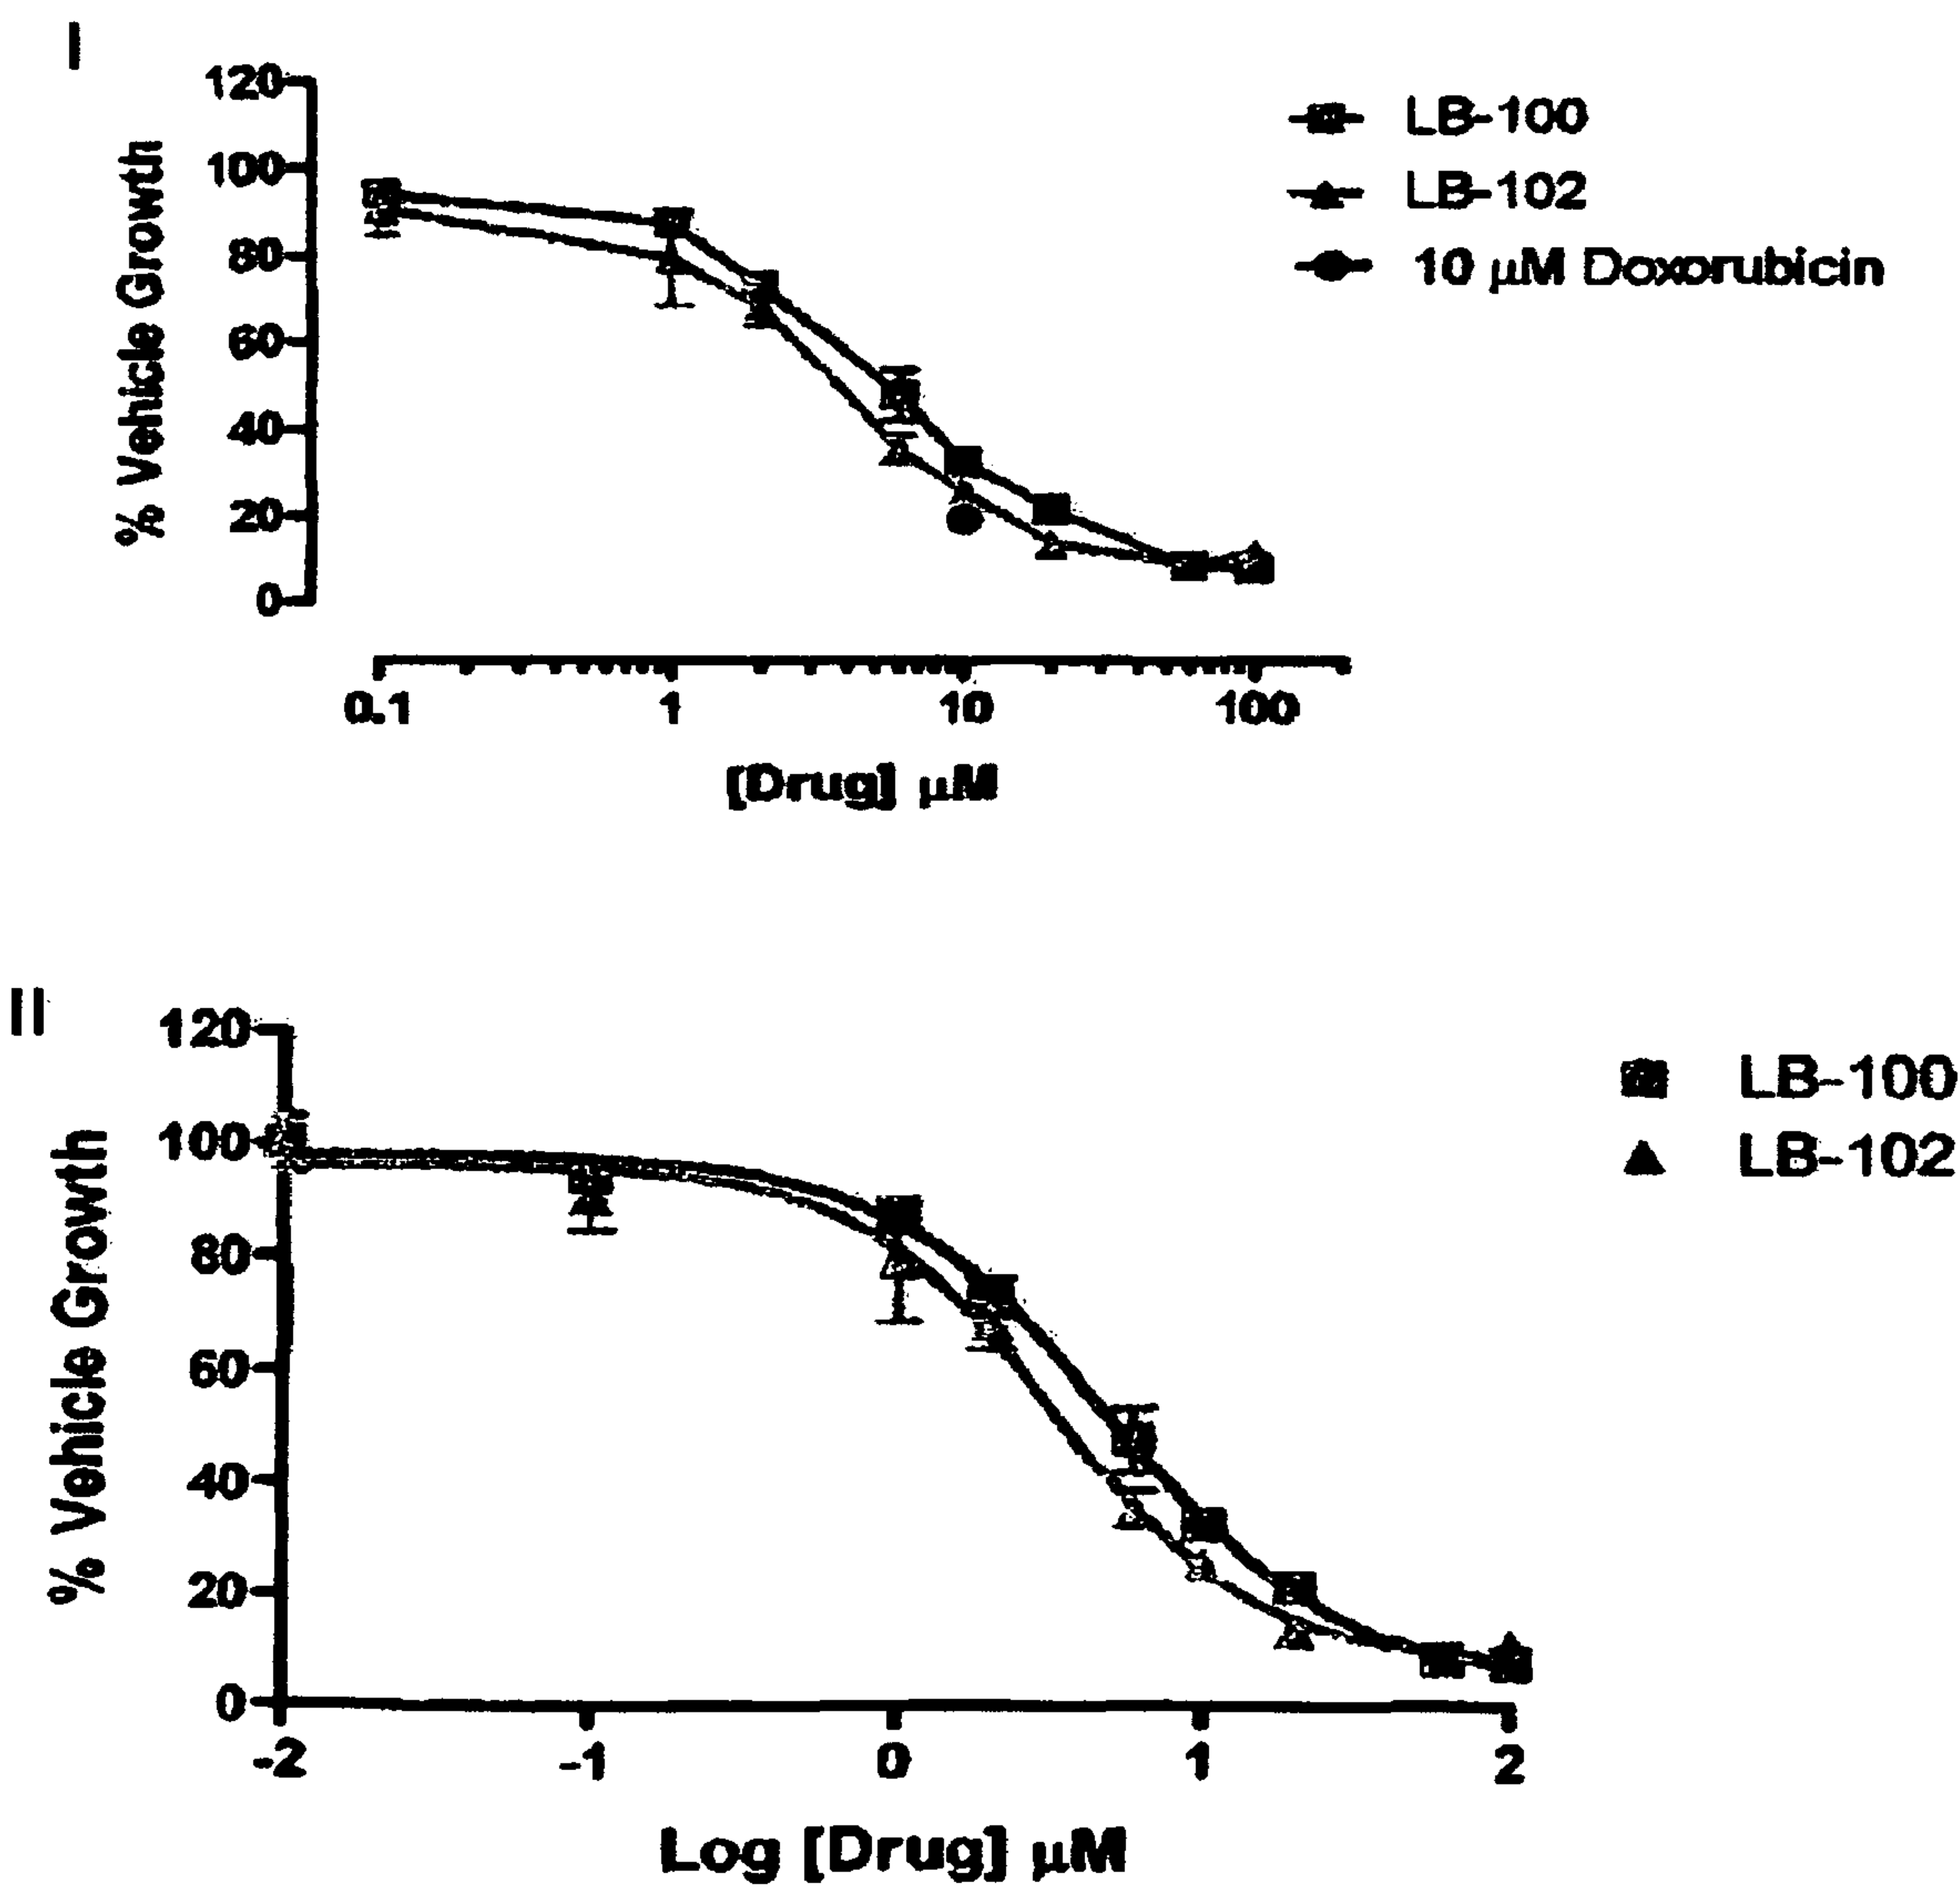 I
120
100
80
60
40
20
0
% Vehicle Growth
0.1 1 10 100
[Drug] µM
LB-100
LB-102
10 µM Doxorubicin
II
120
100
80
60
40
20
0
% Vehicle Growth
-2 -1 0 1 2
Log [Drug] µM
LB-100
LB-102